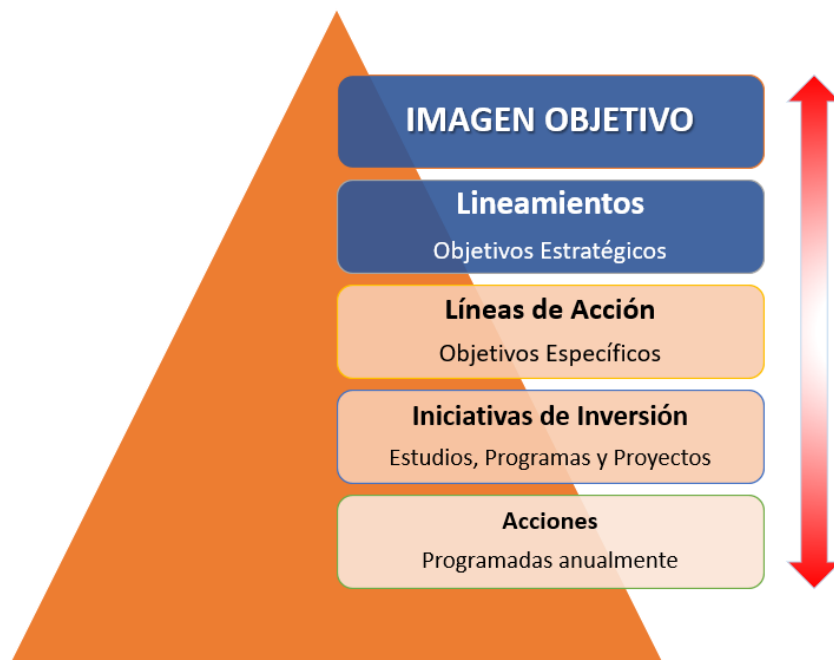 IMAGEN OBJETIVO
Lineamientos
Objetivos Estratégicos
Líneas de Acción
Objetivos Específicos
Iniciativas de Inversión
Estudios, Programas y Proyectos
Acciones
Programadas anualmente